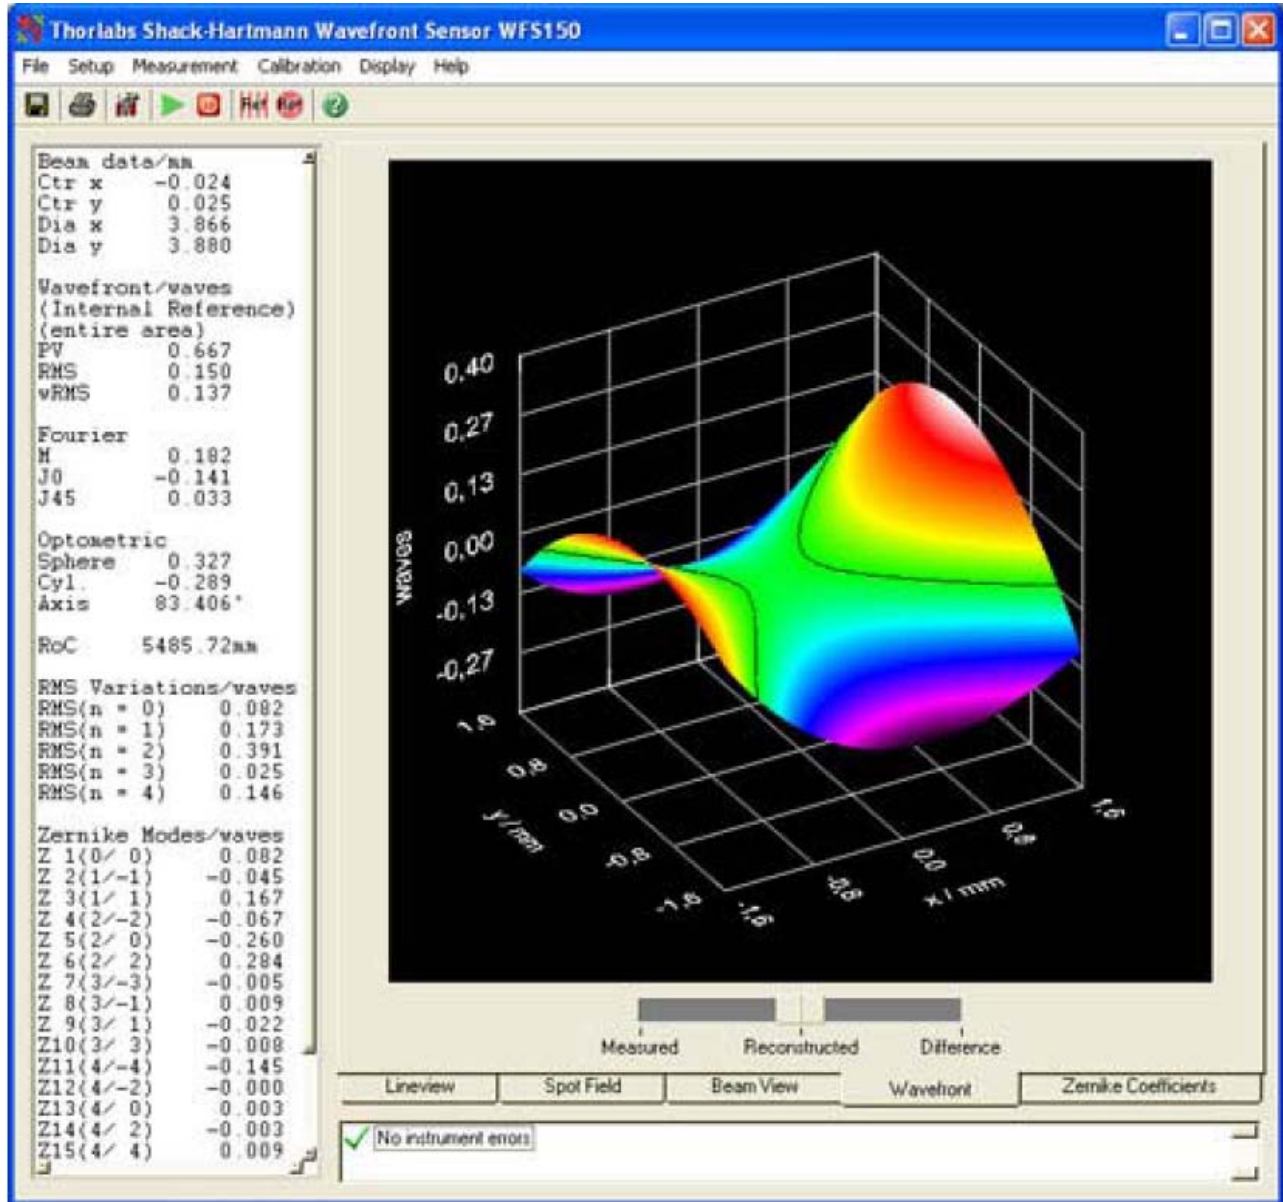 Thorlabs Shack-Hartmann Wavefront Sensor WFS150
File Setup Measurement Calibration Display Help
Ref Ref
Beam data/mm
Ctr x -0.024
Ctr y 0.025
Dia x 3.866
Dia y 3.880
Wavefront/waves
(Internal Reference)
(entire area)
PV 0.667
RMS 0.150
wRMS 0.137
Fourier
M 0.182
J0 -0.141
J45 0.033
Optometric
Sphere 0.327
Cyl. -0.289
Axis 83.406°
RoC 5485.72mm
RMS Variations/waves
RMS(n = 0) 0.082
RMS(n = 1) 0.173
RMS(n = 2) 0.391
RMS(n = 3) 0.025
RMS(n = 4) 0.146
Zernike Modes/waves
Z 1(0/ 0) 0.082
Z 2(1/-1) -0.045
Z 3(1/ 1) 0.167
Z 4(2/-2) -0.067
Z 5(2/ 0) -0.260
Z 6(2/ 2) 0.284
Z 7(3/-3) -0.005
Z 8(3/-1) 0.009
Z 9(3/ 1) -0.022
Z10(3/ 3) -0.008
Z11(4/-4) -0.145
Z12(4/-2) -0.000
Z13(4/ 0) 0.003
Z14(4/ 2) -0.003
Z15(4/ 4) 0.009
0,40
0,27
0,13
0,00
-0,13
-0,27
waves
1,6
0,8
0,0
-0,8
-1,6
y / mm
-1,6
-0,8
0,0
0,8
1,6
x / mm
Measured Reconstructed Difference
Lineview Spot Field Beam View Wavefront Zernike Coefficients
No instrument errors